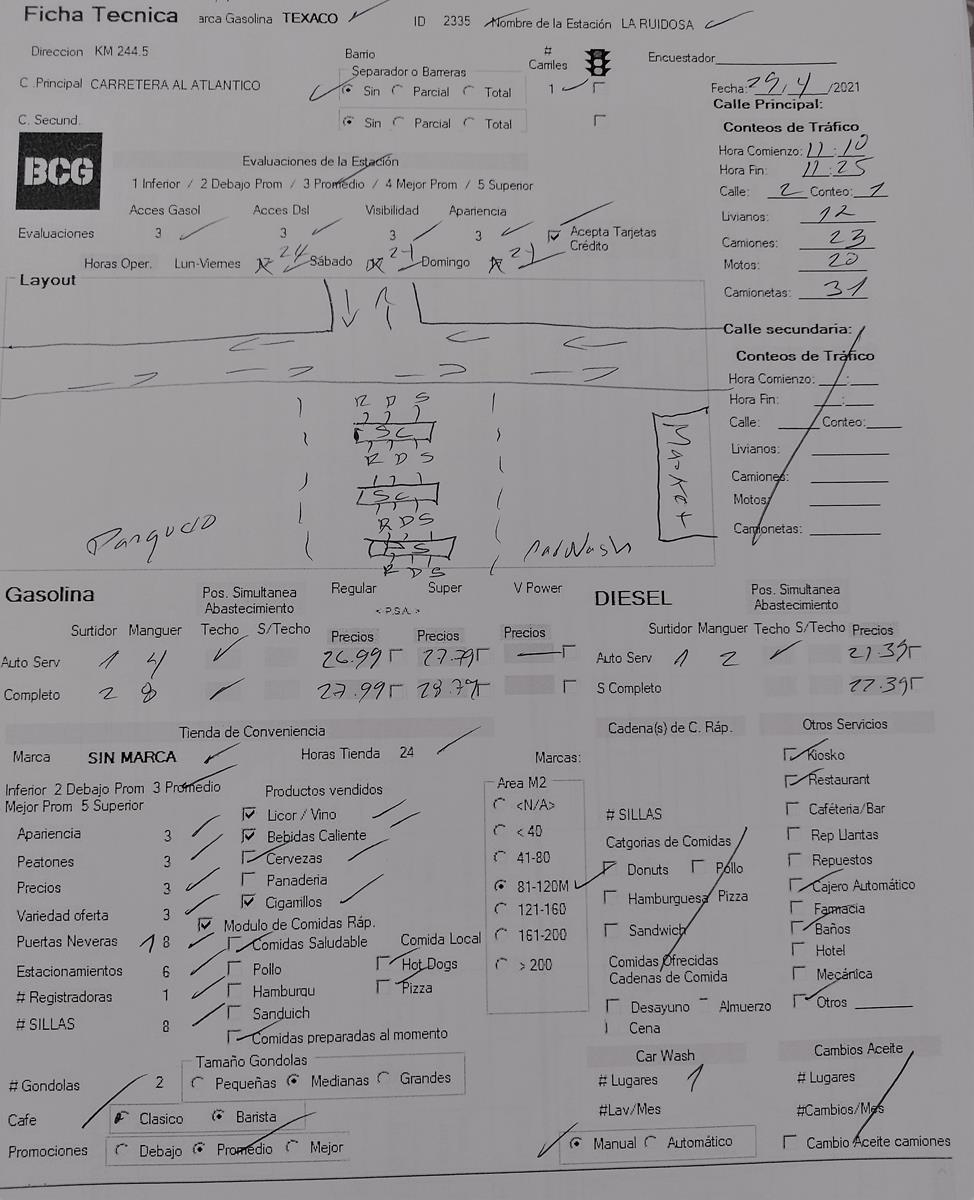 Ficha Tecnica arca Gasolina TEXACO ID 2335 Nombre de la Estación LA RUIDOSA
Direccion KM 244.5 Barrio # Carriles Encuestador
C .Principal CARRETERA AL ATLANTICO Separador o Barreras
Sin Parcial Total 1 Fecha: 29/4/2021
C. Secund. Sin Parcial Total
Calle Principal:
Conteos de Tráfico
Hora Comienzo: 11:10
Hora Fin: 11:25
Calle: 2 Conteo: 1
Livianos: 12
Camiones: 23
Motos: 20
Camionetas: 31
BCG
Evaluaciones de la Estación
1 Inferior / 2 Debajo Prom / 3 Promedio / 4 Mejor Prom / 5 Superior
Acces Gasol Acces Dsl Visibilidad Apariencia
Evaluaciones 3 3 3 3 Acepta Tarjetas Crédito
Horas Oper. Lun-Viernes 24 Sábado Domingo
Layout
Calle secundaria:
Conteos de Tráfico
Hora Comienzo: :
Hora Fin: :
Calle: Conteo:
Livianos:
Camiones:
Motos:
Camionetas:
R D S
SC
R D S
SC
R D S
S
R D S
Market
Parqueo
CarWash
Gasolina Pos. Simultanea Abastecimiento Regular Super V Power
< P.S.A. >
Surtidor Manguer Techo S/Techo Precios Precios Precios
Auto Serv 1 4 26.99 27.79
Completo 2 8 27.99 28.79
DIESEL Pos. Simultanea Abastecimiento
Surtidor Manguer Techo S/Techo Precios
Auto Serv 1 2 21.39
S Completo 22.39
Tienda de Conveniencia
Marca SIN MARCA Horas Tienda 24 Marcas:
Inferior 2 Debajo Prom 3 Promedio
Mejor Prom 5 Superior
Apariencia 3
Peatones 3
Precios 3
Variedad oferta 3
Puertas Neveras 18
Estacionamientos 6
# Registradoras 1
# SILLAS 8
Productos vendidos
Licor / Vino
Bebidas Caliente
Cervezas
Panaderia
Cigarrillos
Modulo de Comidas Ráp.
Comidas Saludable Comida Local
Pollo Hot Dogs
Hamburqu Pizza
Sanduich
Comidas preparadas al momento
Area M2
<N/A>
< 40
41-80
81-120M
121-160
161-200
> 200
Cadena(s) de C. Ráp.
# SILLAS
Catgorias de Comidas
Donuts Pollo
Hamburguesa Pizza
Sandwich
Comidas Ofrecidas
Cadenas de Comida
Desayuno Almuerzo
Cena
Otros Servicios
Kiosko
Restaurant
Caféteria/Bar
Rep Llantas
Repuestos
Cajero Automático
Farmacia
Baños
Hotel
Mecánica
Otros
# Gondolas 2 Tamaño Gondolas
Pequeñas Medianas Grandes
Cafe Clasico Barista
Promociones Debajo Promedio Mejor
Car Wash
# Lugares 1
#Lav/Mes
Manual Automático
Cambios Aceite
# Lugares
#Cambios/Mes
Cambio Aceite camiones